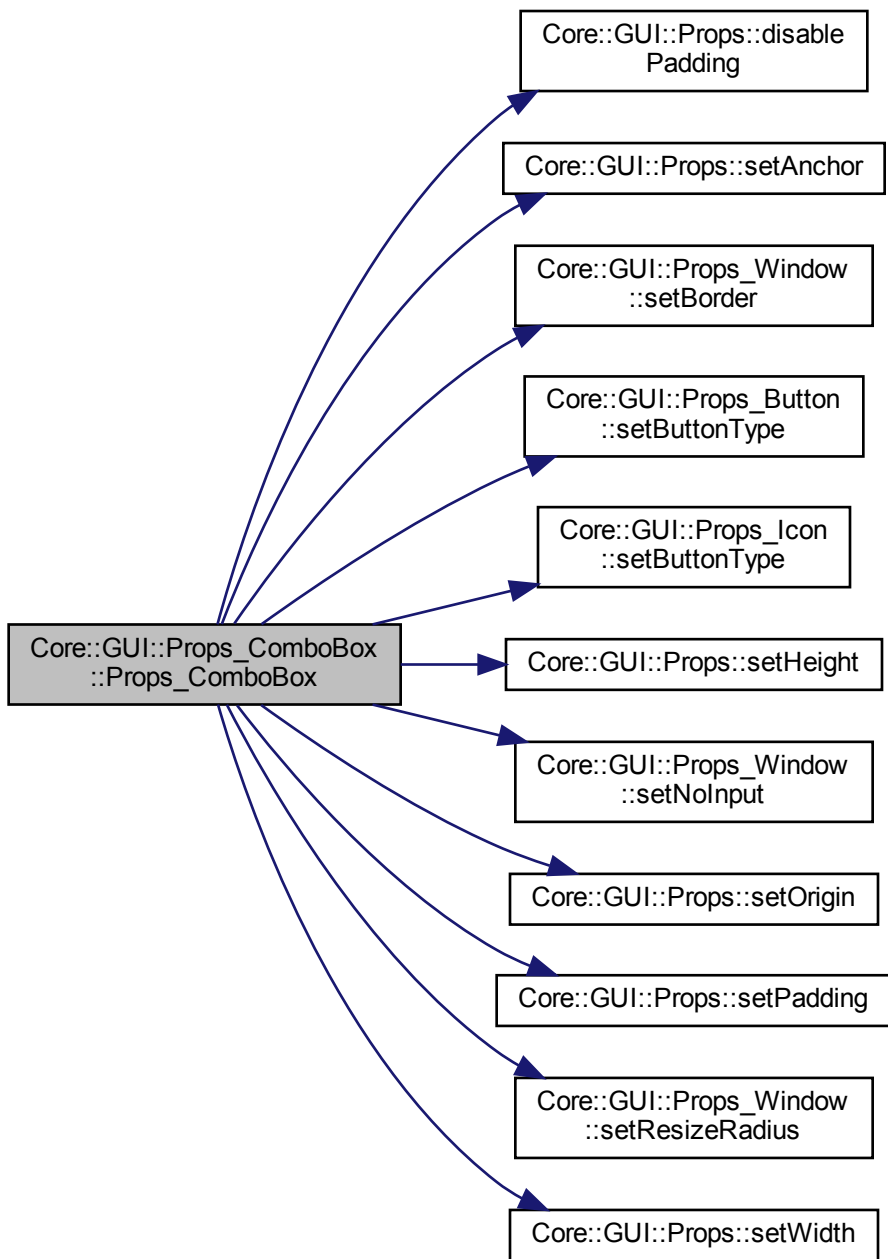 Core::GUI::Props::disable
Padding
Core::GUI::Props::setAnchor
Core::GUI::Props_Window
::setBorder
Core::GUI::Props_Button
::setButtonType
Core::GUI::Props_Icon
::setButtonType
Core::GUI::Props_ComboBox
::Props_ComboBox
Core::GUI::Props::setHeight
Core::GUI::Props_Window
::setNoInput
Core::GUI::Props::setOrigin
Core::GUI::Props::setPadding
Core::GUI::Props_Window
::setResizeRadius
Core::GUI::Props::setWidth